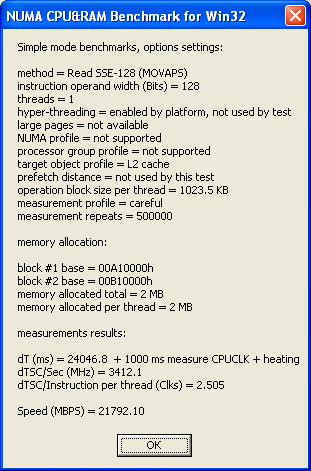 NUMA CPU&RAM Benchmark for Win32
Simple mode benchmarks, options settings:
method = Read SSE-128 (MOVAPS)
instruction operand width (Bits) = 128
threads = 1
hyper-threading = enabled by platform, not used by test
large pages = not available
NUMA profile = not supported
processor group profile = not supported
target object profile = L2 cache
prefetch distance = not used by this test
operation block size per thread = 1023.5 KB
measurement profile = careful
measurement repeats = 500000
memory allocation:
block #1 base = 00A10000h
block #2 base = 00B10000h
memory allocated total = 2 MB
memory allocated per thread = 2 MB
measurements results:
dT (ms) = 24046.8 + 1000 ms measure CPUCLK + heating
dTSC/Sec (MHz) = 3412.1
dTSC/Instruction per thread (Clks) = 2.505
Speed (MBPS) = 21792.10
OK